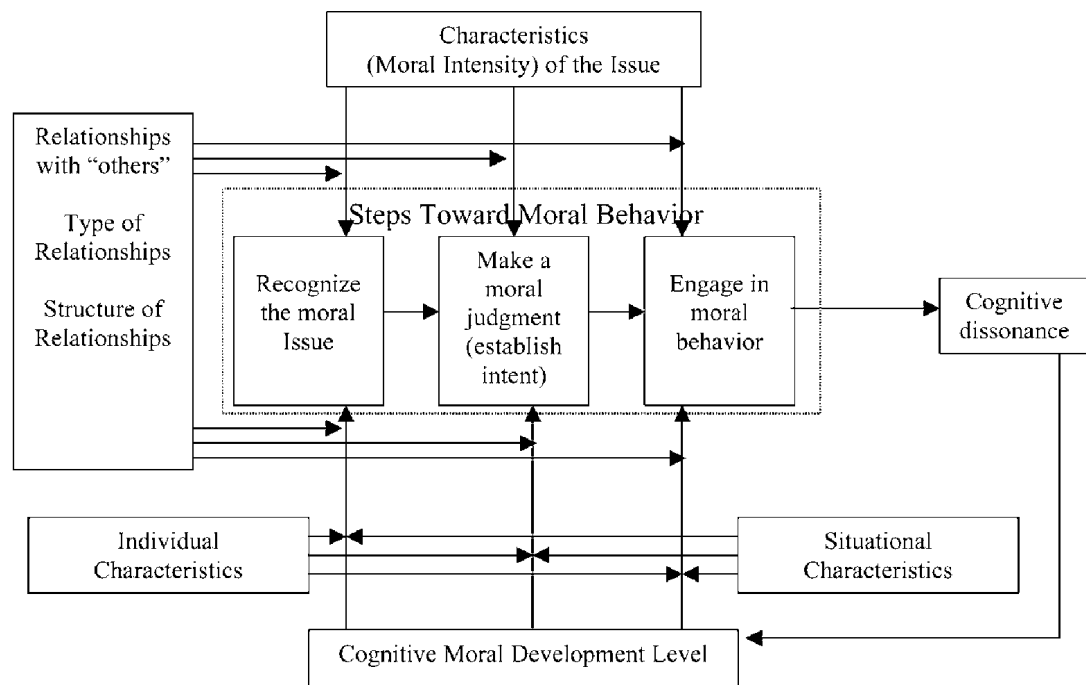 Characteristics
(Moral Intensity) of the Issue
Relationships
with “others”
Type of
Relationships
Structure of
Relationships
Steps Toward Moral Behavior
Recognize
the moral
Issue
Make a
moral
judgment
(establish
intent)
Engage in
moral
behavior
Cognitive
dissonance
Individual
Characteristics
Situational
Characteristics
Cognitive Moral Development Level